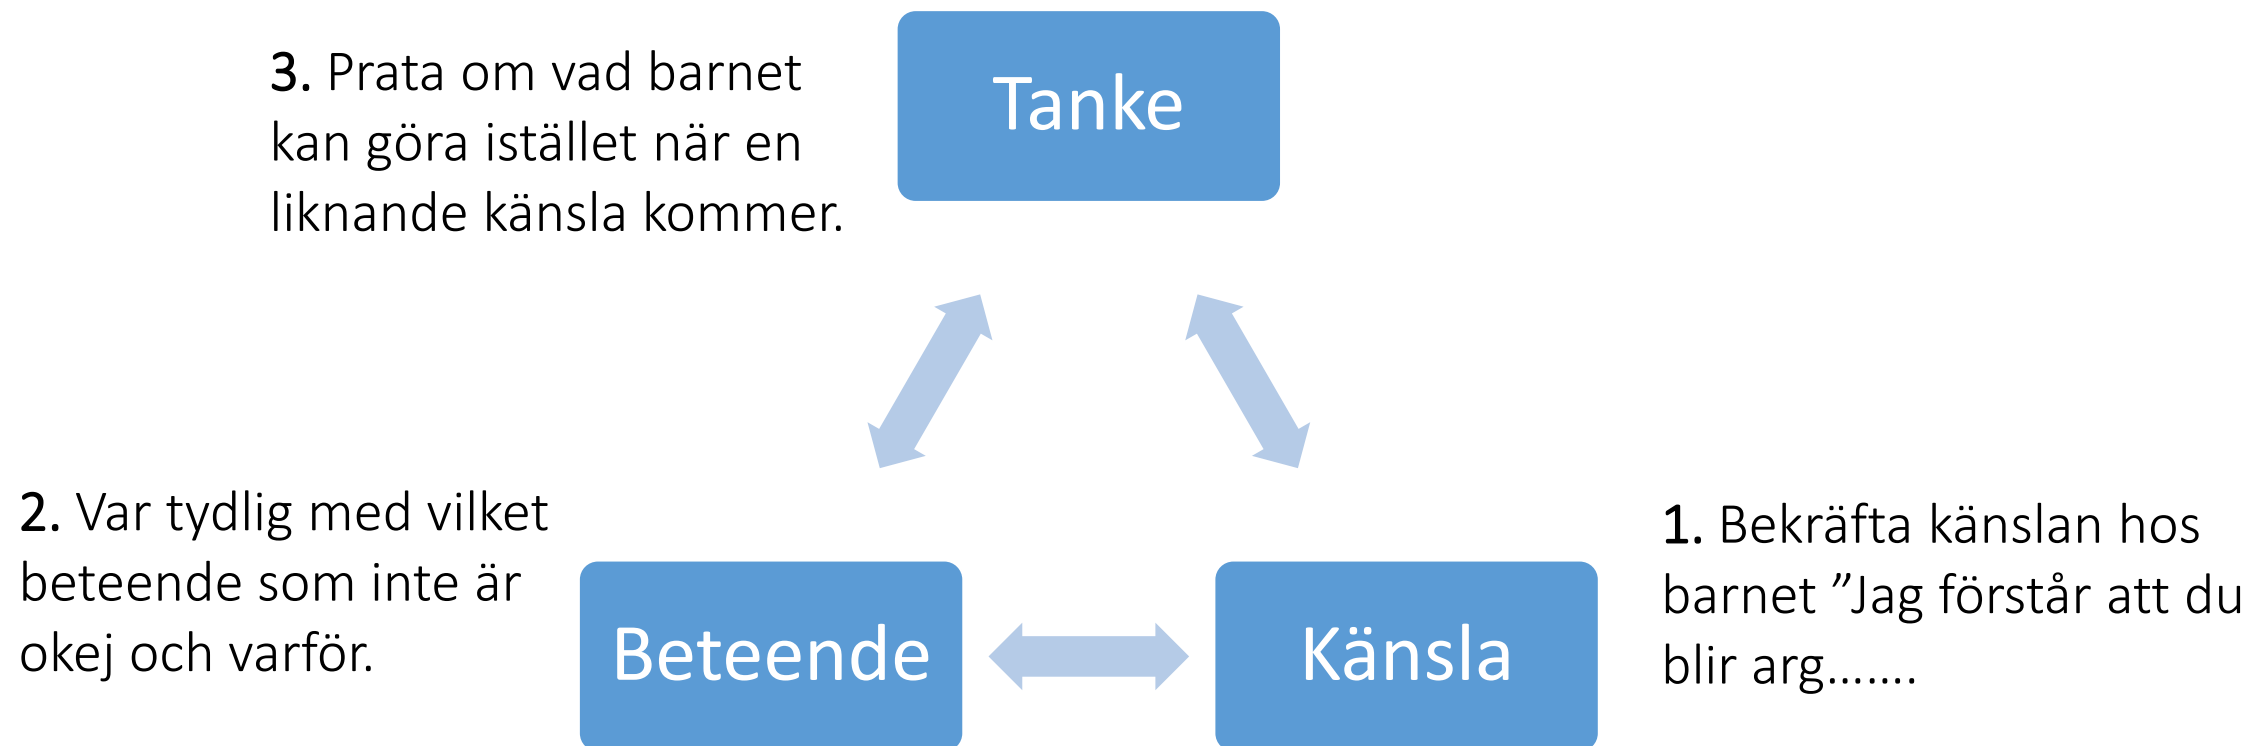 3. Prata om vad barnet
kan göra istället när en
liknande känsla kommer.
Tanke
2. Var tydlig med vilket
beteende som inte är
okej och varför.
Beteende
Känsla
1. Bekräfta känslan hos
barnet ”Jag förstår att du
blir arg…….